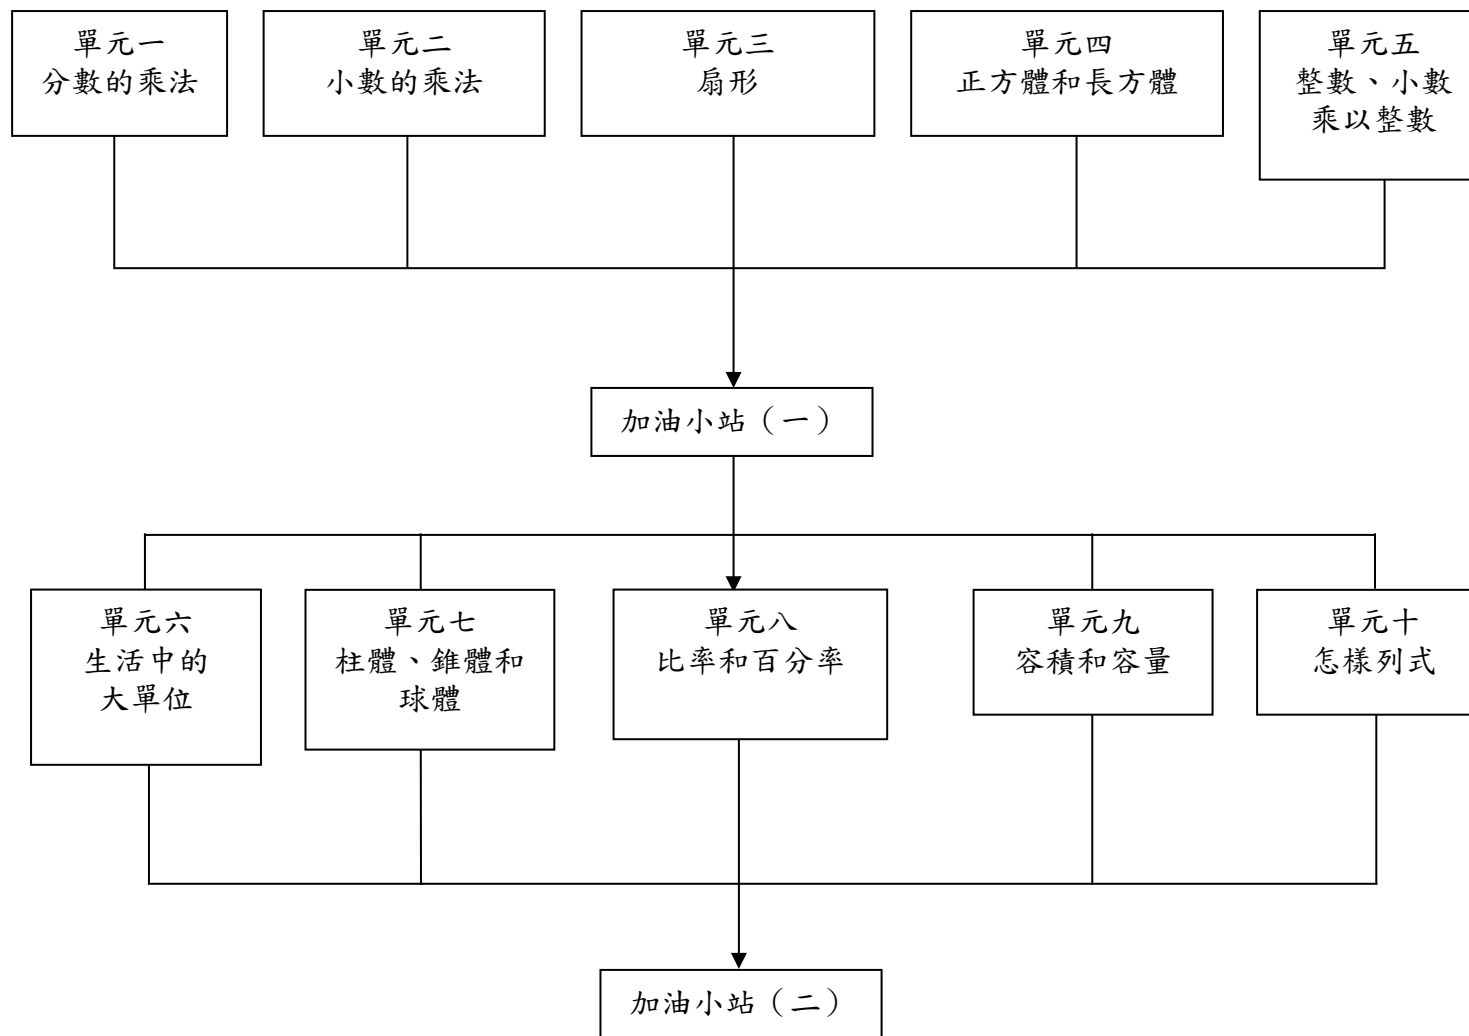 單元一
分數的乘法
單元二
小數的乘法
單元三
扇形
單元四
正方體和長方體
單元五
整數、小數
乘以整數
加油小站（一）
單元六
生活中的
大單位
單元七
柱體、錐體和
球體
單元八
比率和百分率
單元九
容積和容量
單元十
怎樣列式
加油小站（二）